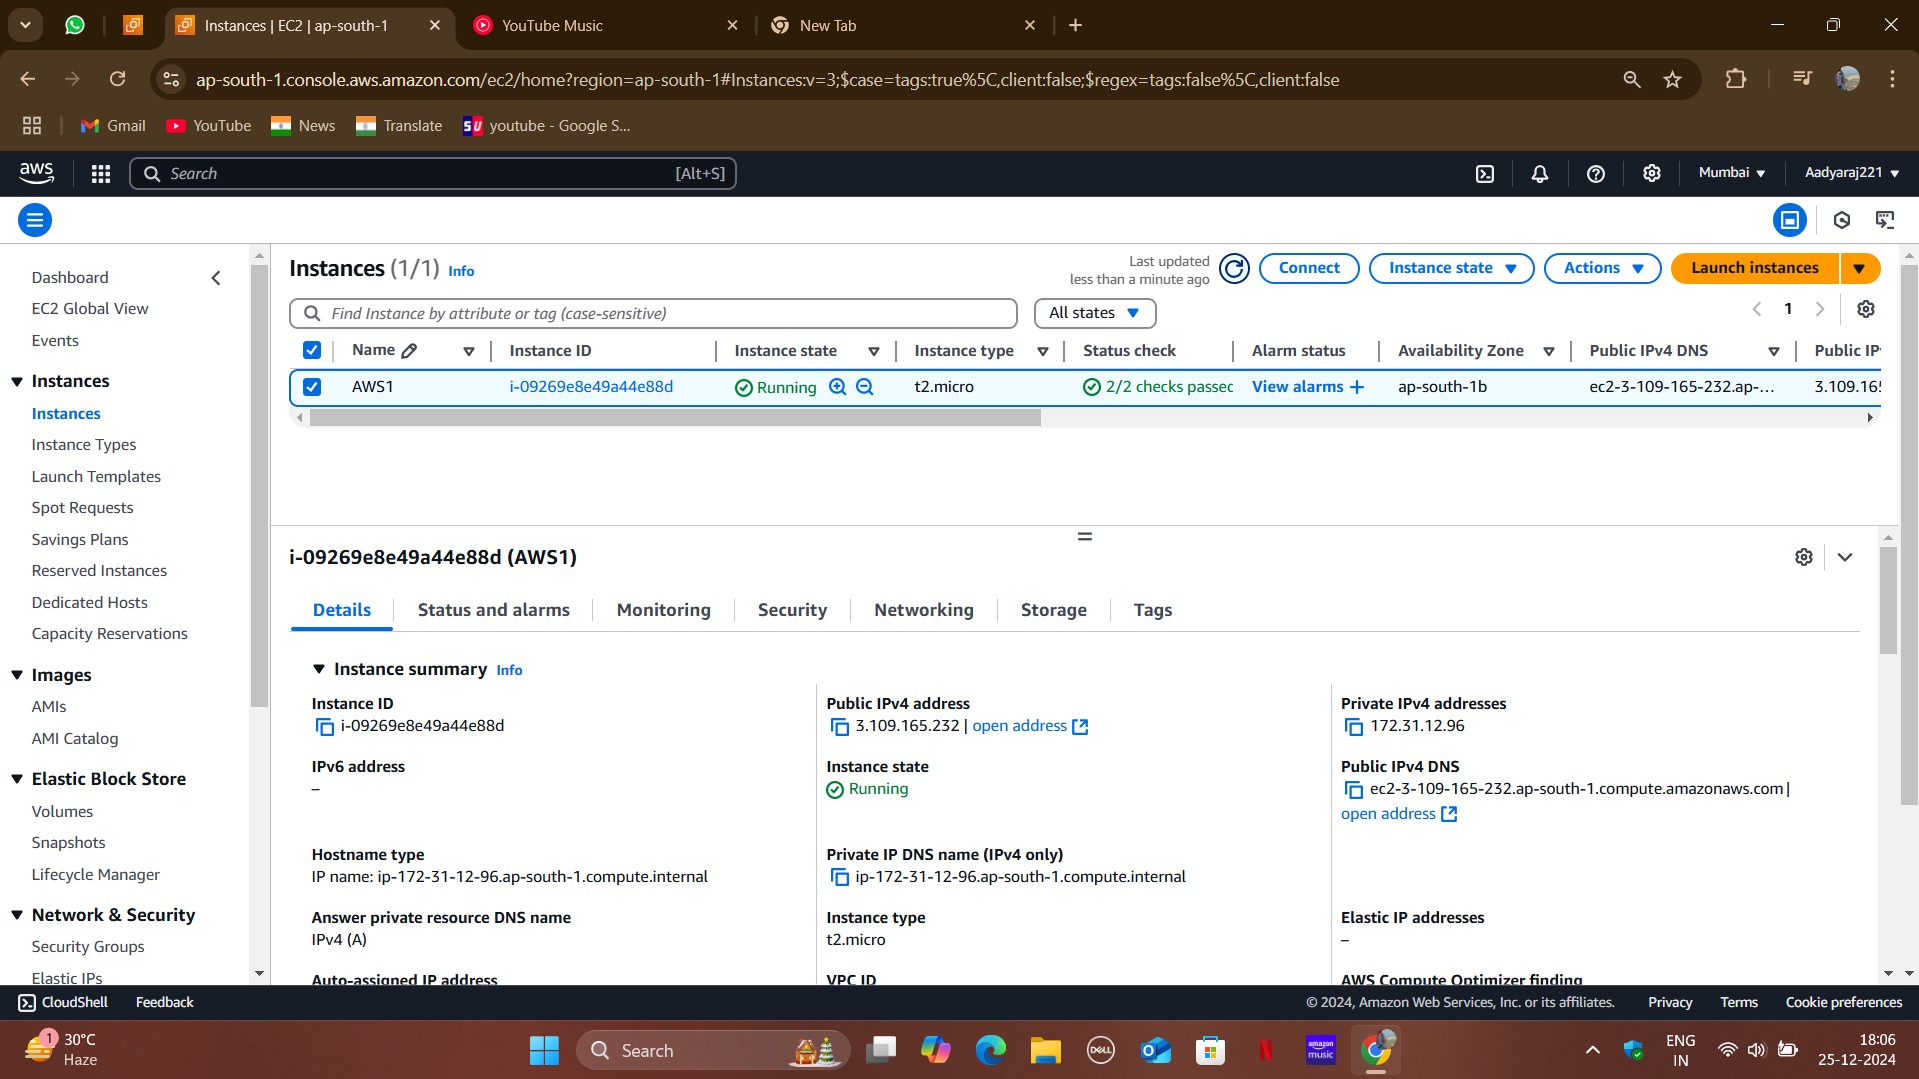 Instances | EC2 | ap-south-1
YouTube Music
New Tab
ap-south-1.console.aws.amazon.com/ec2/home?region=ap-south-1#Instances:v=3;$case=tags:true%5C,client:false;$regex=tags:false%5C,client:false
Gmail
YouTube
News
Translate
SU youtube - Google S...
aws
Search
[Alt+S]
Mumbai
Aadyaraj221
Dashboard
EC2 Global View
Events
Instances
Instances
Instance Types
Launch Templates
Spot Requests
Savings Plans
Reserved Instances
Dedicated Hosts
Capacity Reservations
Images
AMIs
AMI Catalog
Elastic Block Store
Volumes
Snapshots
Lifecycle Manager
Network & Security
Security Groups
Elastic IPs
Instances (1/1) Info
Last updated
less than a minute ago
Connect
Instance state
Actions
Launch instances
Find Instance by attribute or tag (case-sensitive)
All states
1
Name
Instance ID
Instance state
Instance type
Status check
Alarm status
Availability Zone
Public IPv4 DNS
Public IP
AWS1
i-09269e8e49a44e88d
Running
t2.micro
2/2 checks passec
View alarms
ap-south-1b
ec2-3-109-165-232.ap-...
3.109.165
i-09269e8e49a44e88d (AWS1)
Details
Status and alarms
Monitoring
Security
Networking
Storage
Tags
Instance summary Info
Instance ID
i-09269e8e49a44e88d
Public IPv4 address
3.109.165.232 | open address
Private IPv4 addresses
172.31.12.96
IPv6 address
–
Instance state
Running
Public IPv4 DNS
ec2-3-109-165-232.ap-south-1.compute.amazonaws.com |
open address
Hostname type
IP name: ip-172-31-12-96.ap-south-1.compute.internal
Private IP DNS name (IPv4 only)
ip-172-31-12-96.ap-south-1.compute.internal
Answer private resource DNS name
IPv4 (A)
Instance type
t2.micro
Elastic IP addresses
–
Auto-assigned IP address
VPC ID
AWS Compute Optimizer finding
CloudShell
Feedback
© 2024, Amazon Web Services, Inc. or its affiliates.
Privacy
Terms
Cookie preferences
1
30°C
Haze
Search
DELL
amazon
music
ENG
IN
18:06
25-12-2024